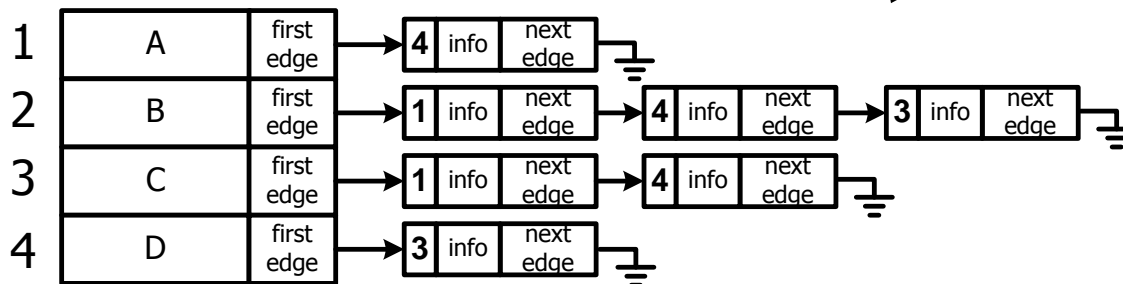 1 A first edge 4 info next edge
2 B first edge 1 info next edge 4 info next edge 3 info next edge
3 C first edge 1 info next edge 4 info next edge
4 D first edge 3 info next edge